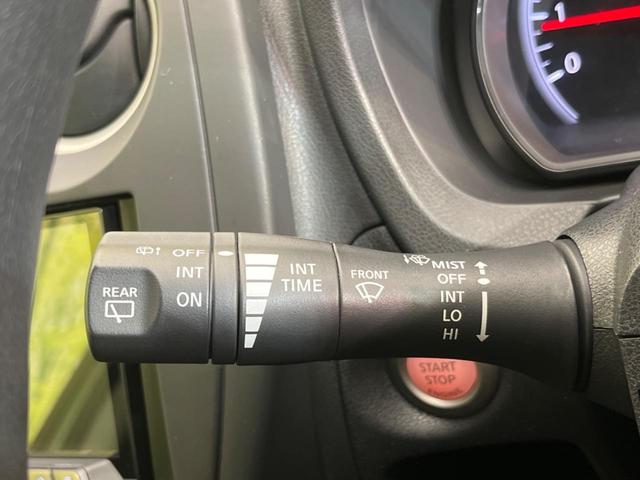 REAR
OFF
INT
ON
INT
TIME
FRONT
MIST
OFF
INT
LO
HI
START
STOP
1
0